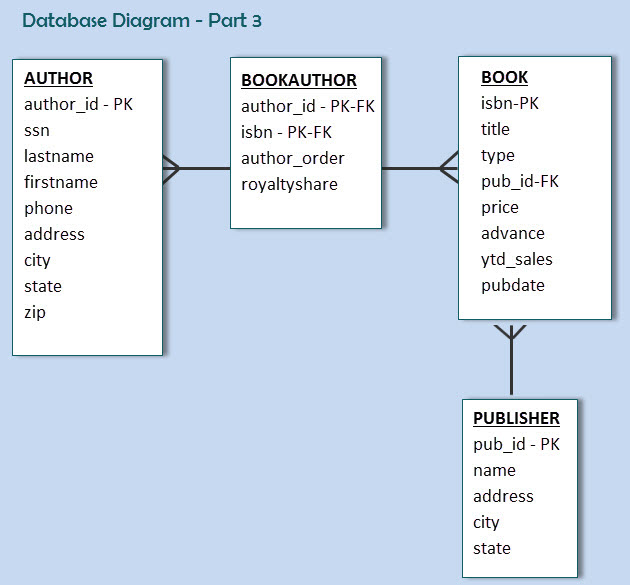 Database Diagram - Part 3
AUTHOR
author_id - PK
ssn
lastname
firstname
phone
address
city
state
zip
BOOKAUTHOR
author_id - PK-FK
isbn - PK-FK
author_order
royaltyshare
BOOK
isbn-PK
title
type
pub_id-FK
price
advance
ytd_sales
pubdate
PUBLISHER
pub_id - PK
name
address
city
state